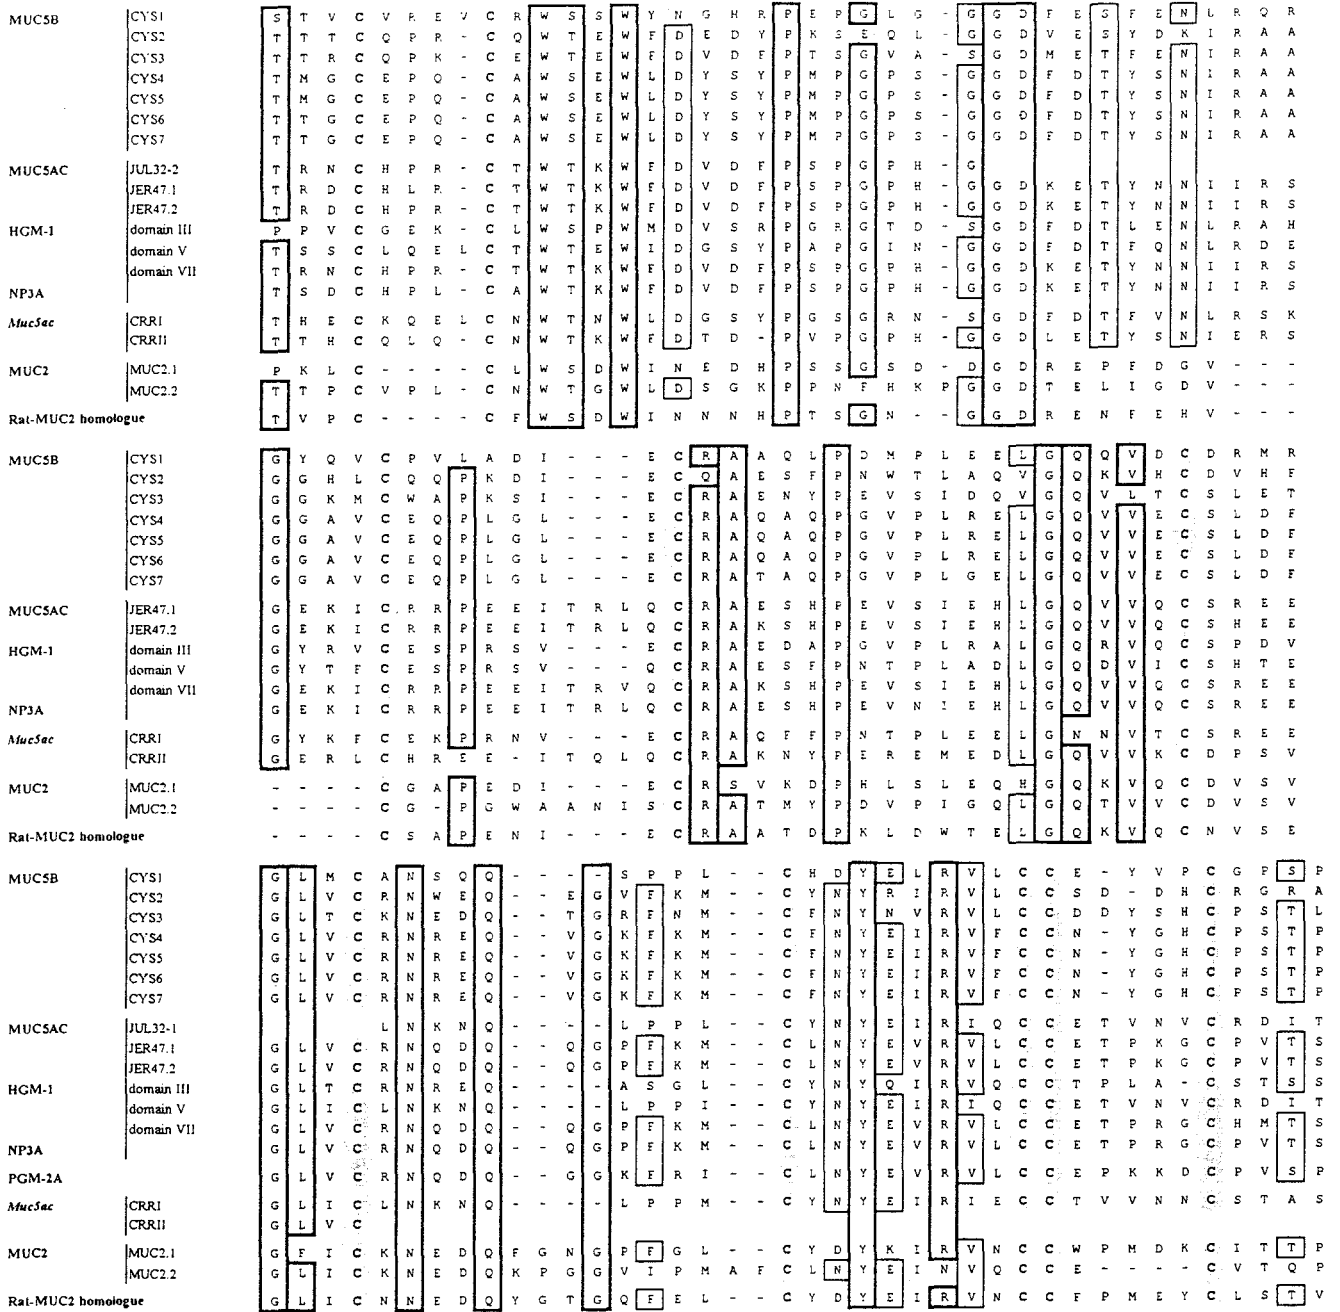 MUC5B CYS1 S T V C V R E V C R W S S W Y N G H R P E P G L G - G G D F E S F E N L R Q R
CYS2 T T T C Q P R - C Q W T E W F D E D Y P K S E Q L - G G D V E S Y D K I R A A
CYS3 T T R C Q P K - C E W T E W F D V D F P T S G V A - S G D M E T F E N I R A A
CYS4 T M G C E P Q - C A W S E W L D Y S Y P M P G P S - G G D F D T Y S N I R A A
CYS5 T M G C E P Q - C A W S E W L D Y S Y P M P G P S - G G D F D T Y S N I R A A
CYS6 T T G C E P Q - C A W S E W L D Y S Y P M P G P S - G G D F D T Y S N I R A A
CYS7 T T G C E P Q - C A W S E W L D Y S Y P M P G P S - G G D F D T Y S N I R A A
MUC5AC JUL32-2 T R N C H P R - C T W T K W F D V D F P S P G P H - G
JER47.1 T R D C H L R - C T W T K W F D V D F P S P G P H - G G D K E T Y N N I I R S
JER47.2 T R D C H P R - C T W T K W F D V D F P S P G P H - G G D K E T Y N N I I R S
HGM-1 domain III P P V C G E K - C L W S P W M D V S R P G R G T D - S G D F D T L E N L R A H
domain V T S S C L Q E L C T W T E W I D G S Y P A P G I N - G G D F D T F Q N L R D E
domain VII T R N C H P R - C T W T K W F D V D F P S P G P H - G G D K E T Y N N I I R S
NP3A T S D C H P L - C A W T K W F D V D F P S P G P H - G G D K E T Y N N I I R S
Muc5ac CRRI T H E C K Q E L C N W T N W L D G S Y P G S G R N - S G D F D T F V N L R S K
CRRII T T H C Q L Q - C N W T K W F D T D - P V P G P H - G G D L E T Y S N I E R S
MUC2 MUC2.1 P K L C - - - - C L W S D W I N E D H P S S G S D - D G D R E P F D G V - - -
MUC2.2 T T P C V P L - C N W T G W L D S G K P P N F H K P G G D T E L I G D V - - -
Rat-MUC2 homologue T V P C - - - - C F W S D W I N N N H P T S G N - - G G D R E N F E H V - - -
MUC5B CYS1 G Y Q V C P V L A D I - - - E C R A A Q L P D M P L E E L G Q Q V D C D R M R
CYS2 G G H L C Q Q P K D I - - - E C Q A E S F P N W T L A Q V G Q K V H C D V H F
CYS3 G G K M C W A P K S I - - - E C R A E N Y P E V S I D Q V G Q V L T C S L E T
CYS4 G G A V C E Q P L G L - - - E C R A Q A Q P G V P L R E L G Q V V E C S L D F
CYS5 G G A V C E Q P L G L - - - E C R A Q A Q P G V P L R E L G Q V V E C S L D F
CYS6 G G A V C E Q P L G L - - - E C R A Q A Q P G V P L R E L G Q V V E C S L D F
CYS7 G G A V C E Q P L G L - - - E C R A T A Q P G V P L G E L G Q V V E C S L D F
MUC5AC JER47.1 G E K I C R R P E E I T R L Q C R A E S H P E V S I E H L G Q V V Q C S R E E
JER47.2 G E K I C R R P E E I T R L Q C R A K S H P E V S I E H L G Q V V Q C S H E E
HGM-1 domain III G Y R V C E S P R S V - - - E C R A E D A P G V P L R A L G Q R V Q C S P D V
domain V G Y T F C E S P R S V - - - Q C R A E S F P N T P L A D L G Q D V I C S H T E
domain VII G E K I C R R P E E I T R V Q C R A K S H P E V S I E H L G Q V V Q C S R E E
NP3A G E K I C R R P E E I T R L Q C R A E S H P E V N I E H L G Q V V Q C S R E E
Muc5ac CRRI G Y K F C E K P R N V - - - E C R A Q F F P N T P L E E L G N N V T C S R E E
CRRII G E R L C H R E E - I T Q L Q C R A K N Y F E R E M E D L G Q V V K C D P S V
MUC2 MUC2.1 - - - - C G A P E D I - - - E C R S V K D P H L S L E Q H G Q K V Q C D V S V
MUC2.2 - - - - C G - P G W A A N I S C R A T M Y P D V P I G Q L G Q T V V C D V S V
Rat-MUC2 homologue - - - - C S A P E N I - - - E C R A A T D P K L D W T E L G Q K V Q C N V S E
MUC5B CYS1 G L M C A N S Q Q - - - S P P L - - C H D Y E L R V L C C E - Y V P C G P S P
CYS2 G L V C R N W E Q - - E G V F K M - - C Y N Y R I R V L C C S D - D H C R G R A
CYS3 G L T C K N E D Q - - T G R F N M - - C F N Y N V R V L C C D D Y S H C P S T L
CYS4 G L V C R N R E Q - - V G K F K M - - C F N Y E I R V F C C N - Y G H C P S T P
CYS5 G L V C R N R E Q - - V G K F K M - - C F N Y E I R V F C C N - Y G H C P S T P
CYS6 G L V C R N R E Q - - V G K F K M - - C F N Y E I R V F C C N - Y G H C P S T P
CYS7 G L V C R N R E Q - - V G K F K M - - C F N Y E I R V F C C N - Y G H C P S T P
MUC5AC JUL32-1 L N K N Q - - - L P P L - - C Y N Y E I R I Q C C E T V N V C R D I T
JER47.1 G L V C R N Q D Q - - Q G P F K M - - C L N Y E V R V L C C E T P K G C P V T S
JER47.2 G L V C R N Q D Q - - Q G P F K M - - C L N Y E V R V L C C E T P K G C P V T S
HGM-1 domain III G L T C R N R E Q - - - A S G L - - C Y N Y Q I R V Q C C T P L A - C S T S S
domain V G L I C L N K N Q - - - L P P I - - C Y N Y E I R I Q C C E T V N V C R D I T
domain VII G L V C R N Q D Q - - Q G P F K M - - C L N Y E V R V L C C E T P R G C H M T S
NP3A G L V C R N Q D Q - - Q G P F K M - - C L N Y E V R V L C C E T P R G C P V T S
PGM-2A L V C R N Q D Q - - G G K F R I - - C L N Y E V R V L C C E P K K D C P V S P
Muc5ac CRRI G L I C L N K N Q - - - L P P M - - C Y N Y E I R I E C C T V V N N C S T A S
CRRII G L V C
MUC2 MUC2.1 G F I C K N E D Q F G N G P F G L - - C Y D Y K I R V N C C W P M D K C I T T P
MUC2.2 G L I C K N E D Q K P G G V I P M A F C L N Y E I N V Q C C E - - - C V T Q P
Rat-MUC2 homologue G L I C N N E D Q Y G T G Q F E L - - C F D Y E I R V N C C F P M E Y C L S T V